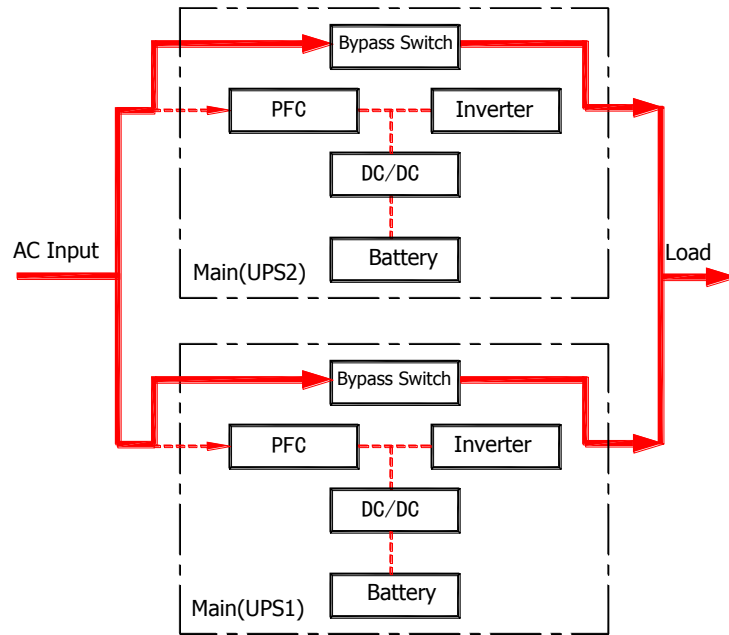 Bypass Switch
PFC
Inverter
DC/DC
Battery
Main(UPS2)
AC Input
Load
Bypass Switch
PFC
Inverter
DC/DC
Battery
Main(UPS1)